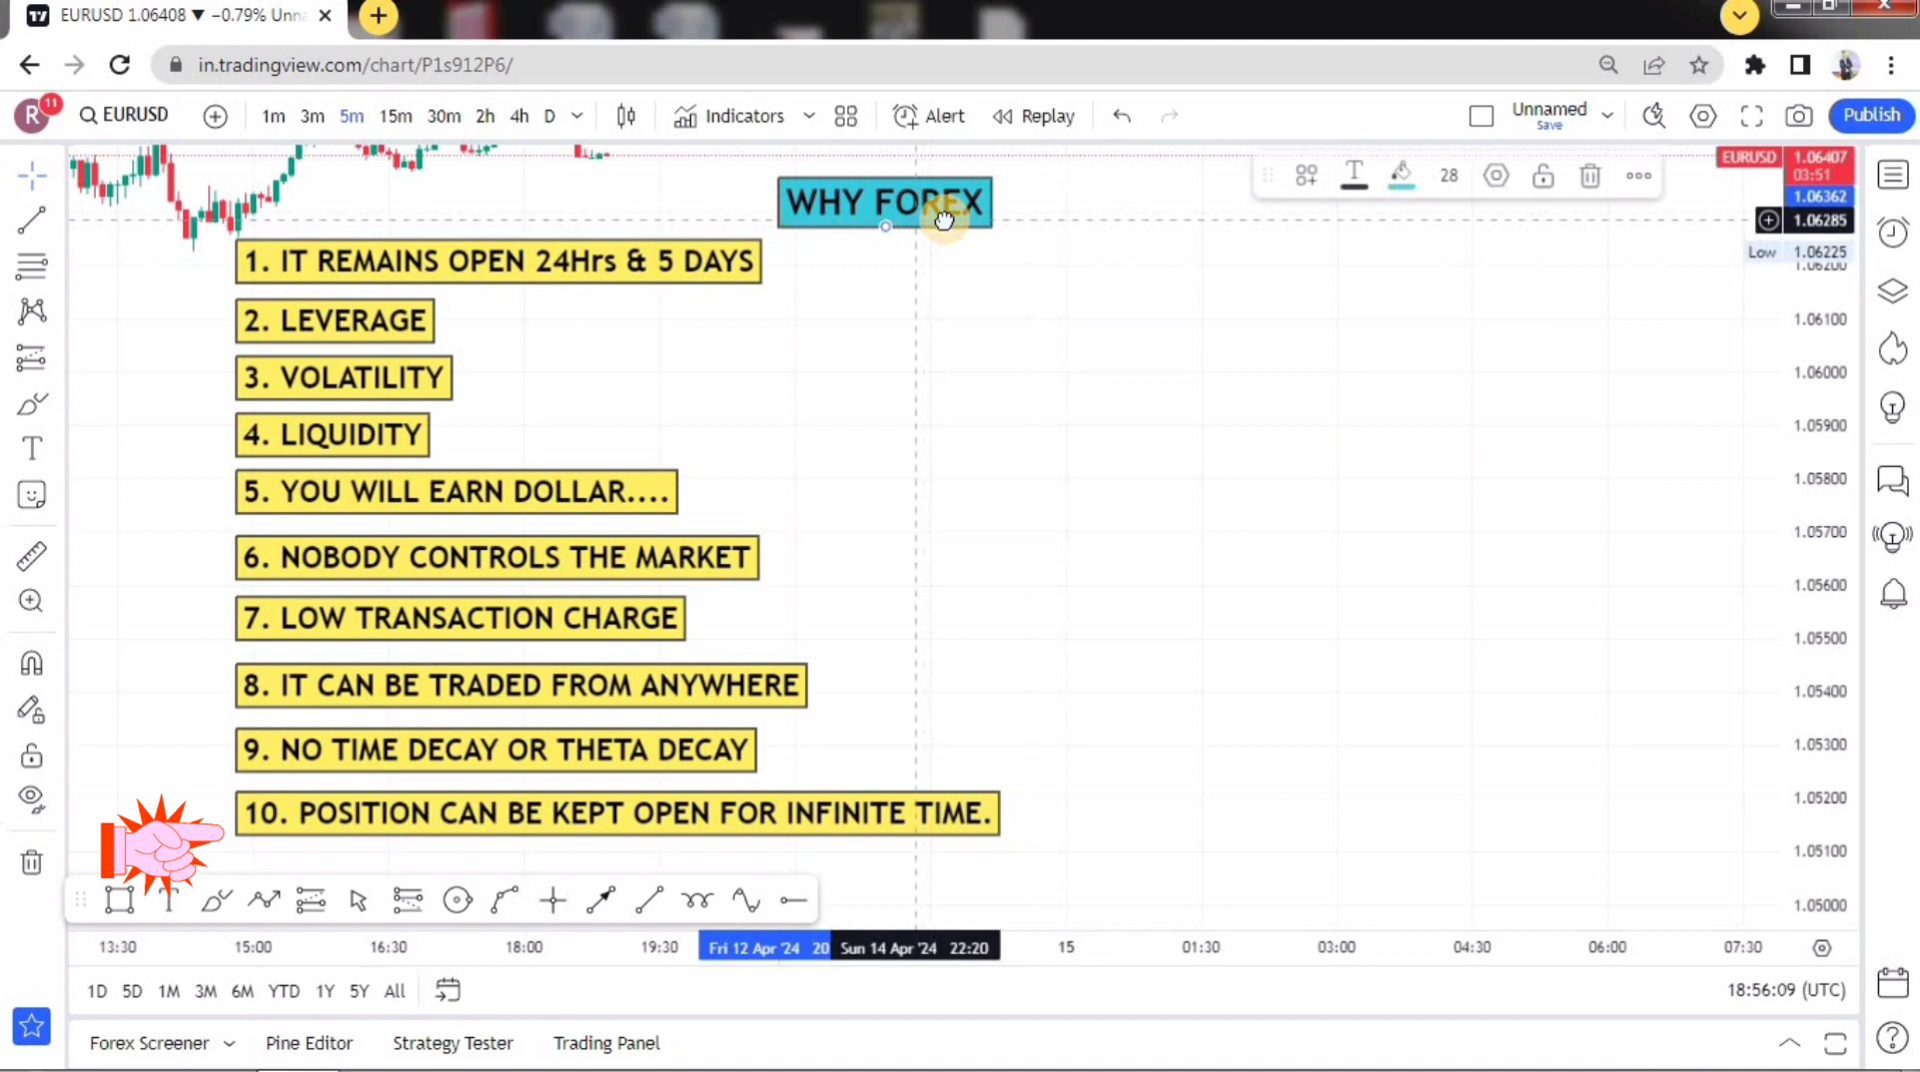 EURUSD 1.06408 ▼ −0.79% Unna
in.tradingview.com/chart/P1s912P6/
R 11 EURUSD 1m 3m 5m 15m 30m 2h 4h D Indicators Alert Replay Unnamed Save Publish
EURUSD 1.06407
03:51
28
1.06362
1.06285
Low 1.06225
1.06200
1.06100
1.06000
1.05900
1.05800
1.05700
1.05600
1.05500
1.05400
1.05300
1.05200
1.05100
1.05000
WHY FOREX
1. IT REMAINS OPEN 24Hrs & 5 DAYS
2. LEVERAGE
3. VOLATILITY
4. LIQUIDITY
5. YOU WILL EARN DOLLAR....
6. NOBODY CONTROLS THE MARKET
7. LOW TRANSACTION CHARGE
8. IT CAN BE TRADED FROM ANYWHERE
9. NO TIME DECAY OR THETA DECAY
10. POSITION CAN BE KEPT OPEN FOR INFINITE TIME.
13:30 15:00 16:30 18:00 19:30 Fri 12 Apr '24 20 Sun 14 Apr '24 22:20 15 01:30 03:00 04:30 06:00 07:30
1D 5D 1M 3M 6M YTD 1Y 5Y All 18:56:09 (UTC)
Forex Screener Pine Editor Strategy Tester Trading Panel